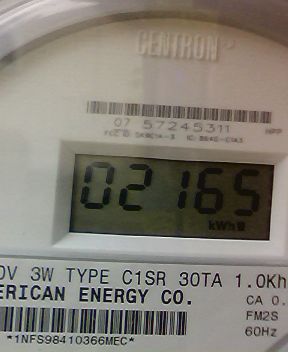 CENTRON
07 57245311 HPP
02165
kWh
0V 3W TYPE C1SR 30TA 1.0Kh
ERICAN ENERGY CO.
CA 0.
FM2S
60Hz
*1NFS98410366MEC*